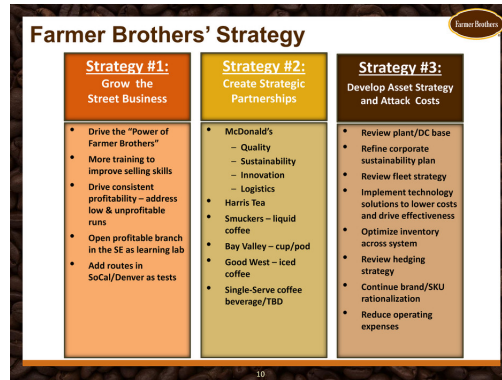 Farmer Brothers' Strategy
Farmer Brothers
Strategy #1:
Grow the
Street Business
• Drive the "Power of
Farmer Brothers"
• More training to
improve selling skills
• Drive consistent
profitability – address
low & unprofitable
runs
• Open profitable branch
in the SE as learning lab
• Add routes in
SoCal/Denver as tests
Strategy #2:
Create Strategic
Partnerships
• McDonald's
– Quality
– Sustainability
– Innovation
– Logistics
• Harris Tea
• Smuckers – liquid
coffee
• Bay Valley – cup/pod
• Good West – iced
coffee
• Single-Serve coffee
beverage/TBD
Strategy #3:
Develop Asset Strategy
and Attack Costs
• Review plant/DC base
• Refine corporate
sustainability plan
• Review fleet strategy
• Implement technology
solutions to lower costs
and drive effectiveness
• Optimize inventory
across system
• Review hedging
strategy
• Continue brand/SKU
rationalization
• Reduce operating
expenses
10